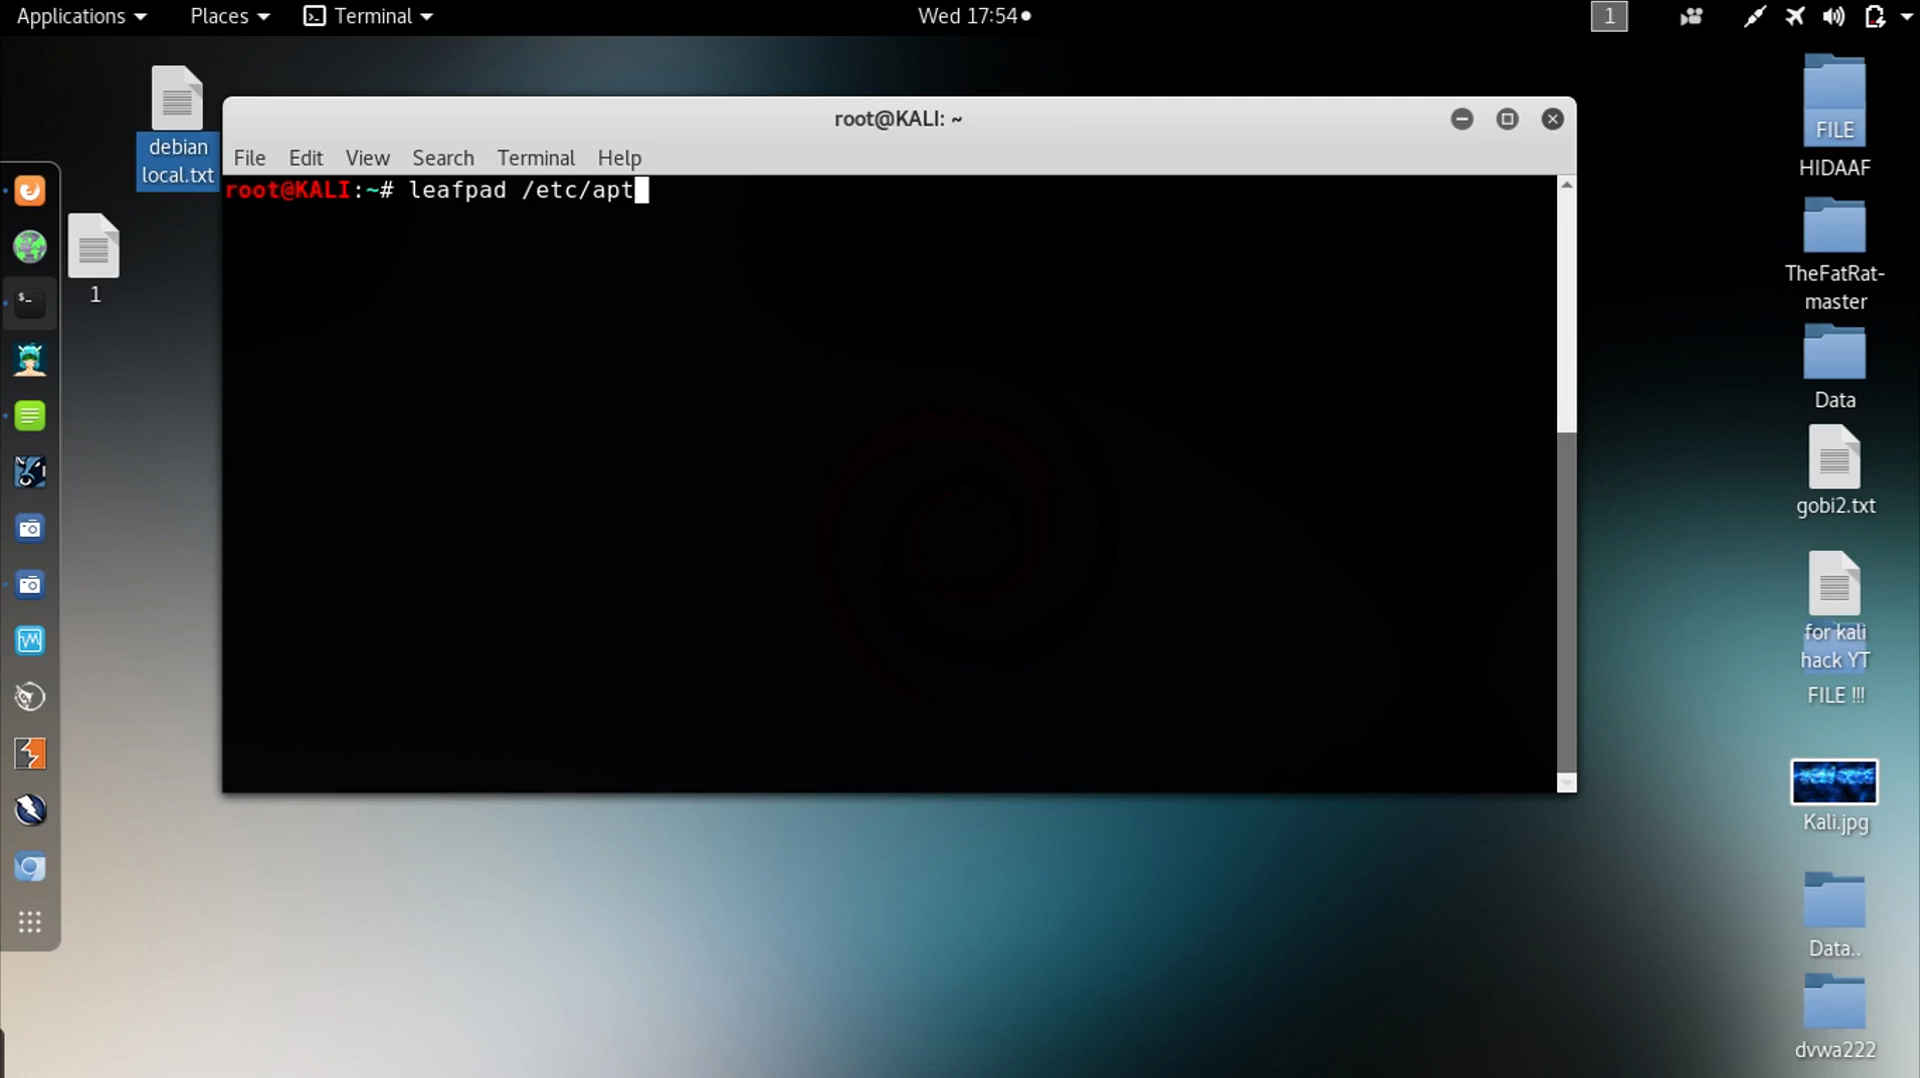 Applications
Places
Terminal
Wed 17:54
1
debian
local.txt
1
root@KALI: ~
File Edit View Search Terminal Help
root@KALI:~# leafpad /etc/apt
FILE
HIDAAF
TheFatRat-
master
Data
gobi2.txt
for kali
hack YT
FILE !!!
Kali.jpg
Data..
dvwa222